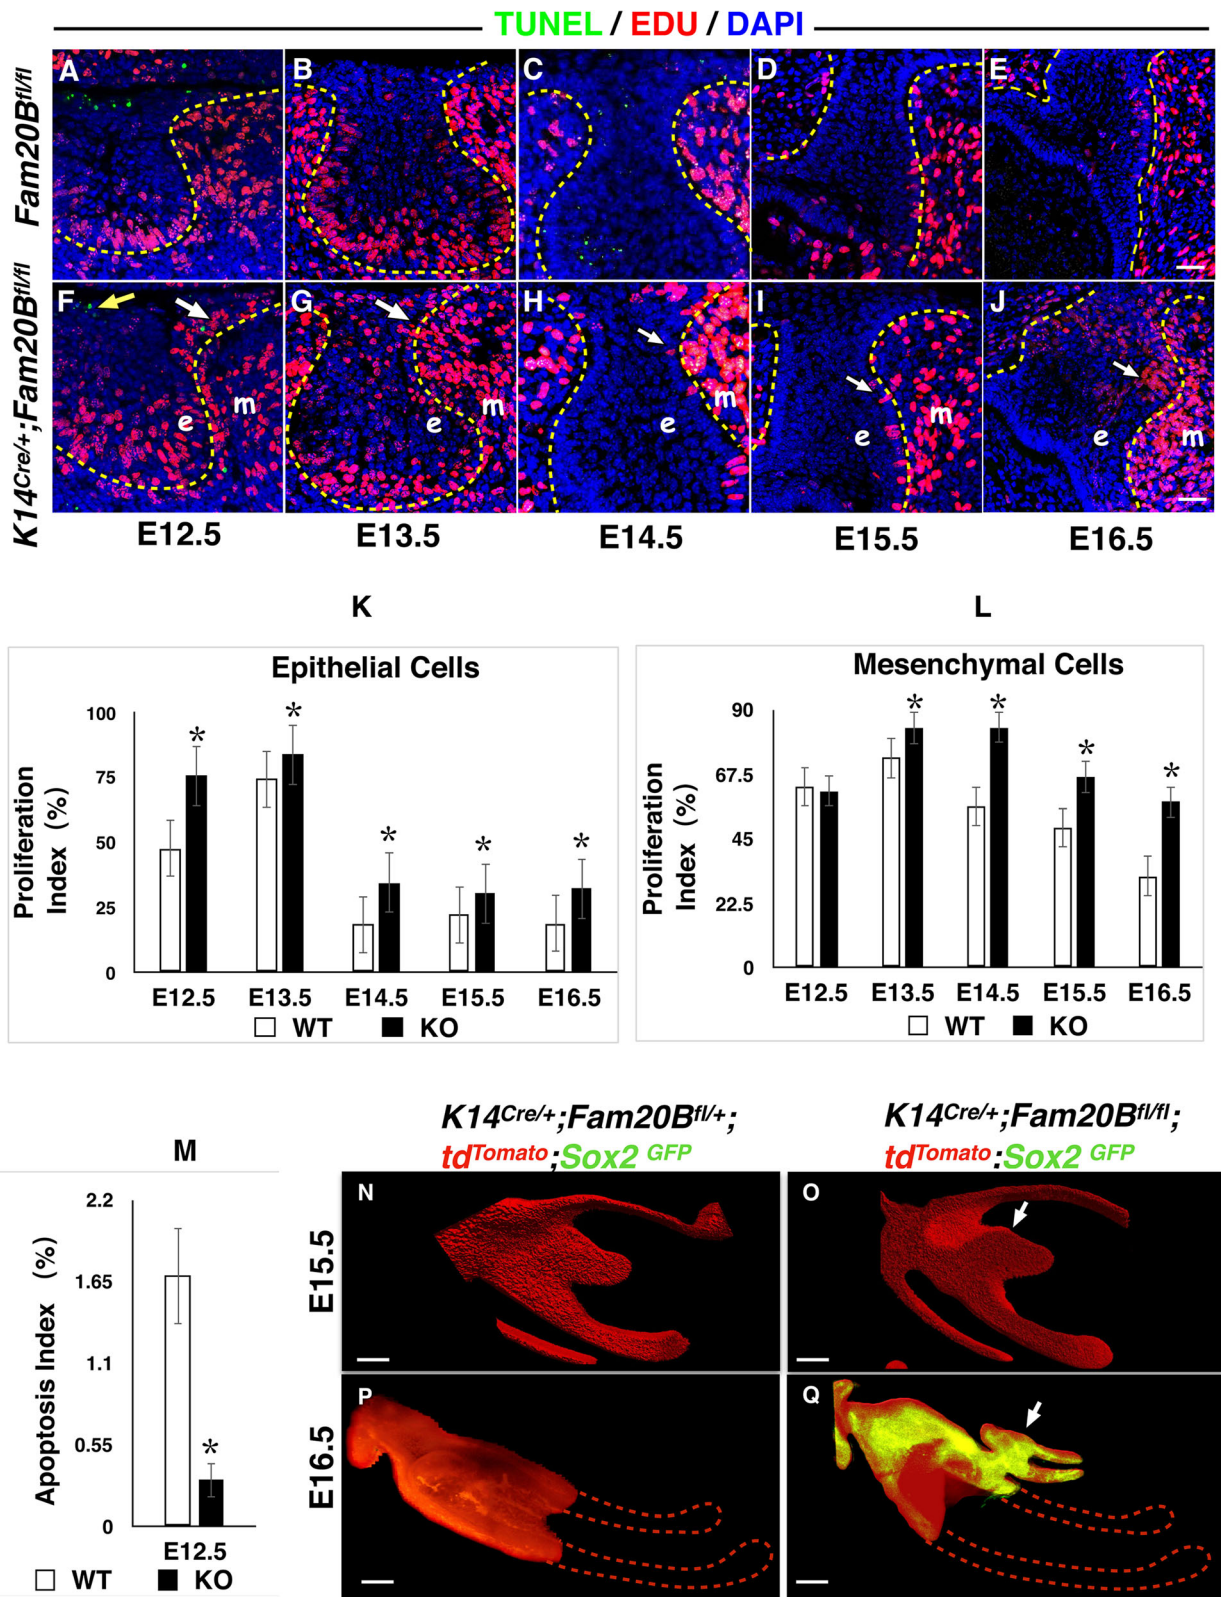 TUNEL / EDU / DAPI
Fam20Bfl/fl
A B C D E
K14Cre/+;Fam20Bfl/fl
F G H I J
e m e m e m e m e m
E12.5 E13.5 E14.5 E15.5 E16.5
K
Epithelial Cells
Proliferation
Index (%)
100
75
50
25
0
* * * * *
E12.5 E13.5 E14.5 E15.5 E16.5
WT KO
L
Mesenchymal Cells
Proliferation
Index (%)
90
67.5
45
22.5
0
* * * *
E12.5 E13.5 E14.5 E15.5 E16.5
WT KO
M
Apoptosis Index (%)
2.2
1.65
1.1
0.55
0
*
E12.5
WT KO
K14Cre/+;Fam20Bfl/+;
tdTomato;Sox2 GFP
K14Cre/+;Fam20Bfl/fl;
tdTomato:Sox2 GFP
E15.5
N O
E16.5
P Q